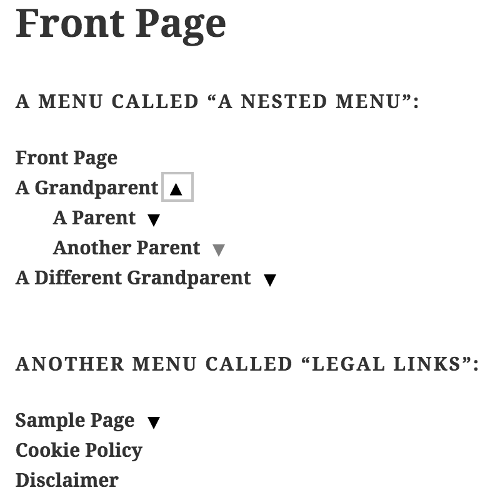 Front Page
A MENU CALLED “A NESTED MENU”:
Front Page
A Grandparent ▲
A Parent ▼
Another Parent ▼
A Different Grandparent ▼
ANOTHER MENU CALLED “LEGAL LINKS”:
Sample Page ▼
Cookie Policy
Disclaimer